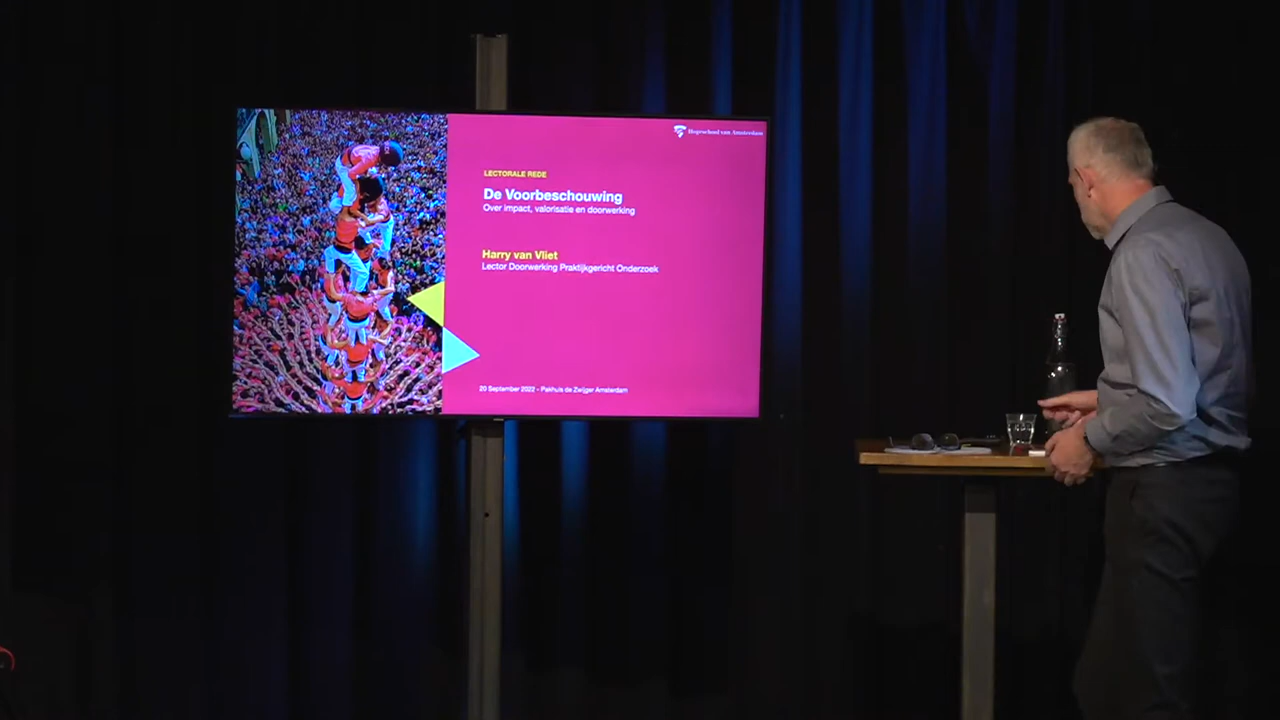 Hogeschool van Amsterdam
LECTORALE REDE
De Voorbeschouwing
Over impact, valorisatie en doorwerking
Harry van Vliet
Lector Doorwerking Praktijkgericht Onderzoek
20 September 2022 - Pakhuis de Zwijger Amsterdam